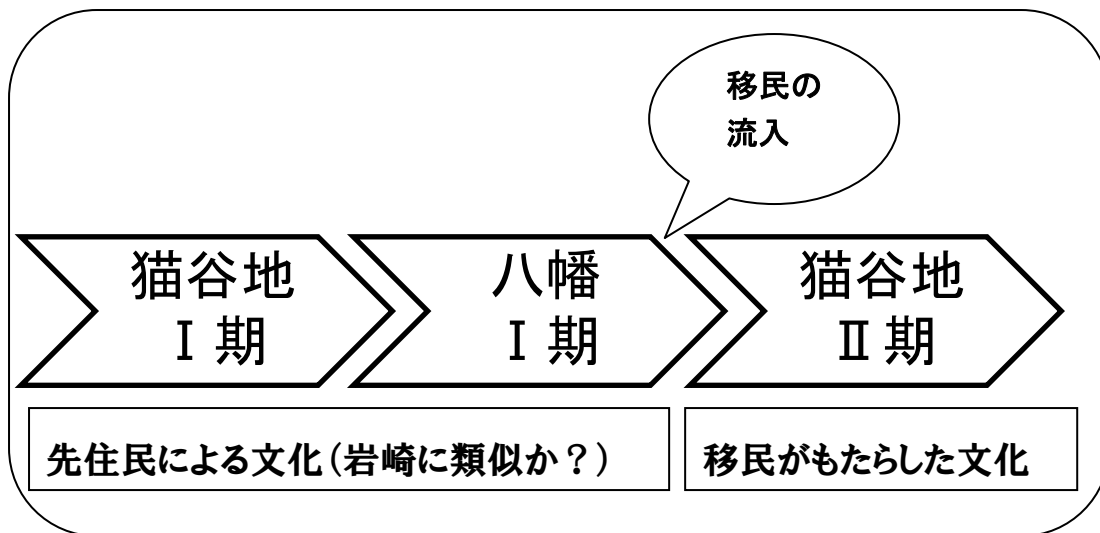 移民の
流入
猫谷地
Ⅰ期
八幡
Ⅰ期
猫谷地
Ⅱ期
先住民による文化(岩崎に類似か?)
移民がもたらした文化